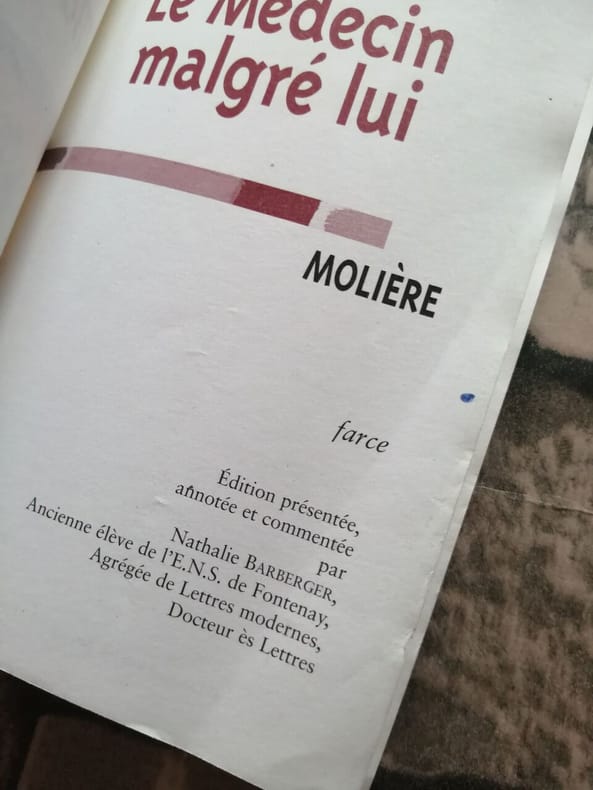 Le Médecin
malgré lui
MOLIÈRE
farce
Édition présentée,
annotée et commentée
par
Nathalie BARBERGER,
Ancienne élève de l'E.N.S. de Fontenay,
Agrégée de Lettres modernes,
Docteur ès Lettres